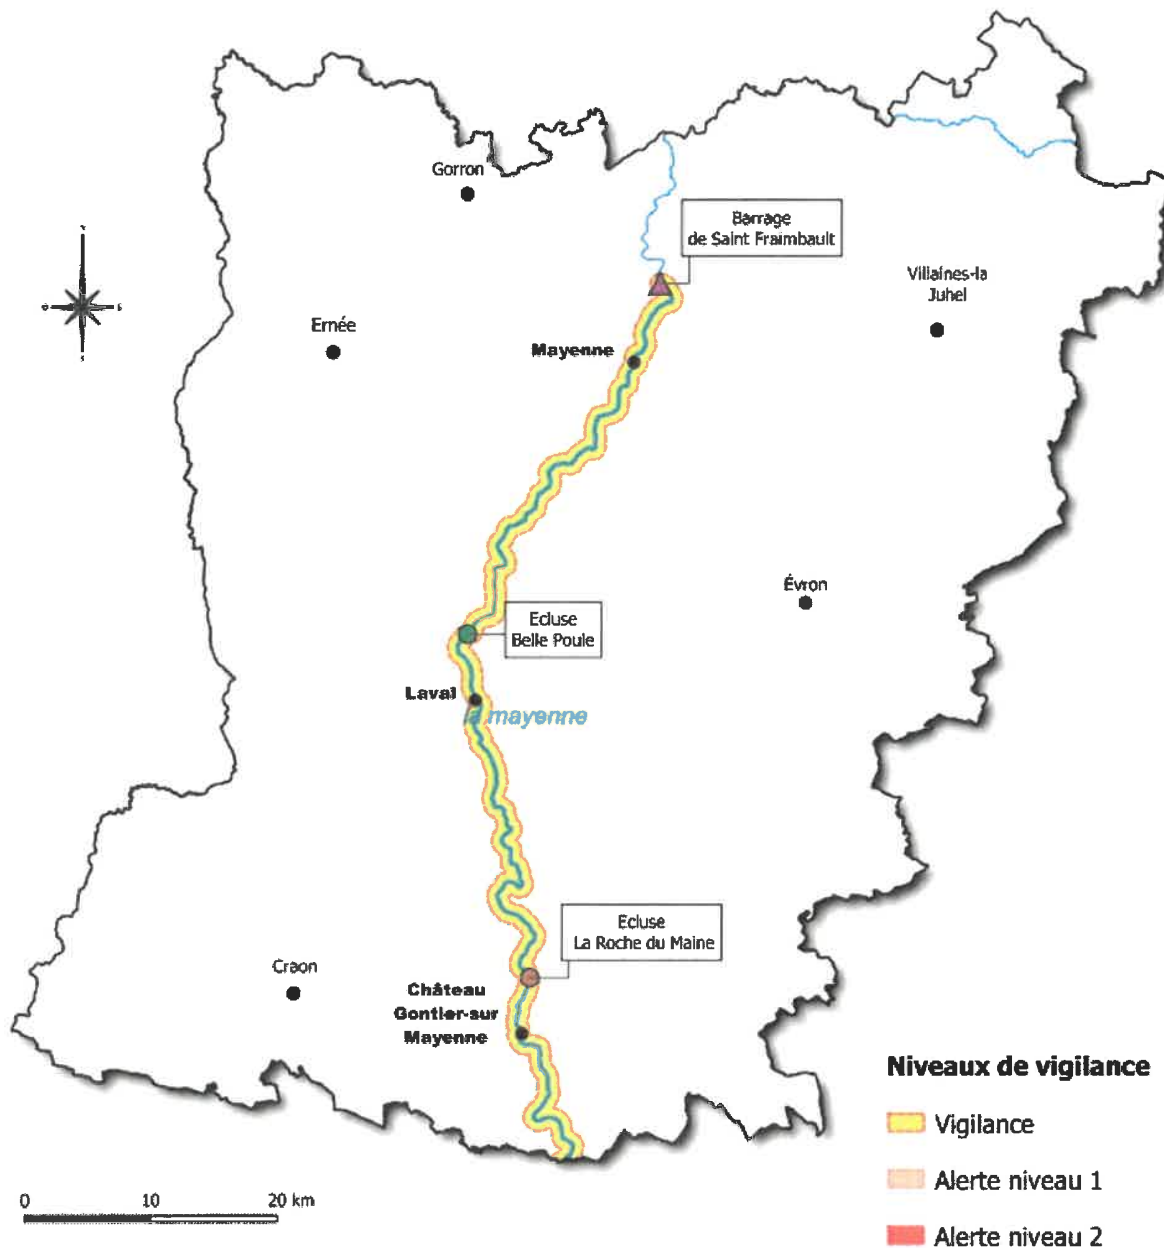 Gorron
Barrage
de Saint Fraimbault
Villaines-la
Juhel
Ernée
Mayenne
Évron
Ecluse
Belle Poule
Laval
la mayenne
Ecluse
La Roche du Maine
Craon
Château
Gontier-sur
Mayenne
Niveaux de vigilance
Vigilance
Alerte niveau 1
Alerte niveau 2
0 10 20 km